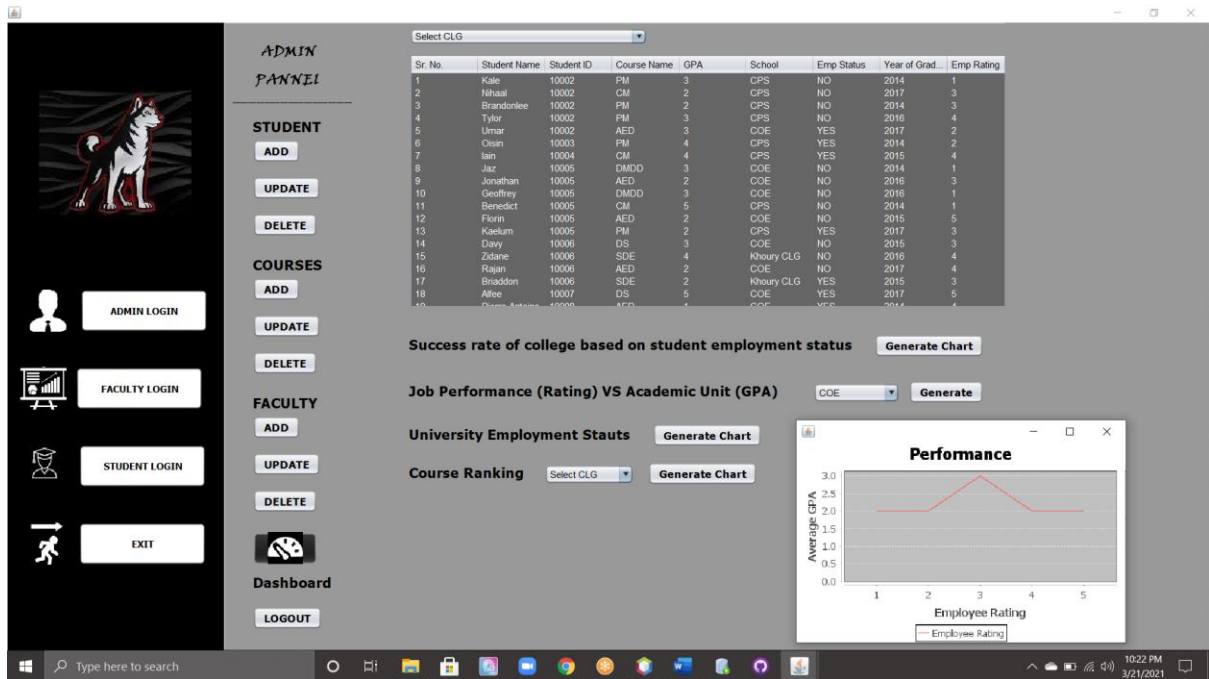 ADMIN
PANNEL
STUDENT
ADD
UPDATE
DELETE
COURSES
ADD
UPDATE
DELETE
FACULTY
ADD
UPDATE
DELETE
Dashboard
LOGOUT
ADMIN LOGIN
FACULTY LOGIN
STUDENT LOGIN
EXIT
Select CLG
Sr. No. Student Name Student ID Course Name GPA School Emp Status Year of Grad... Emp Rating
1 Kale 10002 PM 3 CPS NO 2014 1
2 Nihaal 10002 CM 2 CPS NO 2017 3
3 Brandonlee 10002 PM 2 CPS NO 2014 3
4 Tylor 10002 PM 3 CPS NO 2016 4
5 Umar 10002 AED 3 COE YES 2017 2
6 Oisin 10003 PM 4 CPS YES 2014 2
7 Iain 10004 CM 4 CPS YES 2015 4
8 Jaz 10005 DMDD 3 COE NO 2014 1
9 Jonathan 10005 AED 2 COE NO 2016 3
10 Geoffrey 10005 DMDD 3 COE NO 2016 1
11 Benedict 10005 CM 5 CPS NO 2014 1
12 Florin 10005 AED 2 COE NO 2015 5
13 Kaelum 10005 PM 2 CPS YES 2017 3
14 Davy 10006 DS 3 COE NO 2015 3
15 Zidane 10006 SDE 4 Khoury CLG NO 2016 4
16 Rajan 10006 AED 2 COE NO 2017 4
17 Briaddon 10006 SDE 2 Khoury CLG YES 2015 3
18 Alfee 10007 DS 5 COE YES 2017 5
Success rate of college based on student employment status Generate Chart
Job Performance (Rating) VS Academic Unit (GPA) COE Generate
University Employment Stauts Generate Chart
Course Ranking Select CLG Generate Chart
Performance
Average GPA
3.0
2.5
2.0
1.5
1.0
0.5
0.0
1 2 3 4 5
Employee Rating
Employee Rating
Type here to search
10:22 PM
3/21/2021